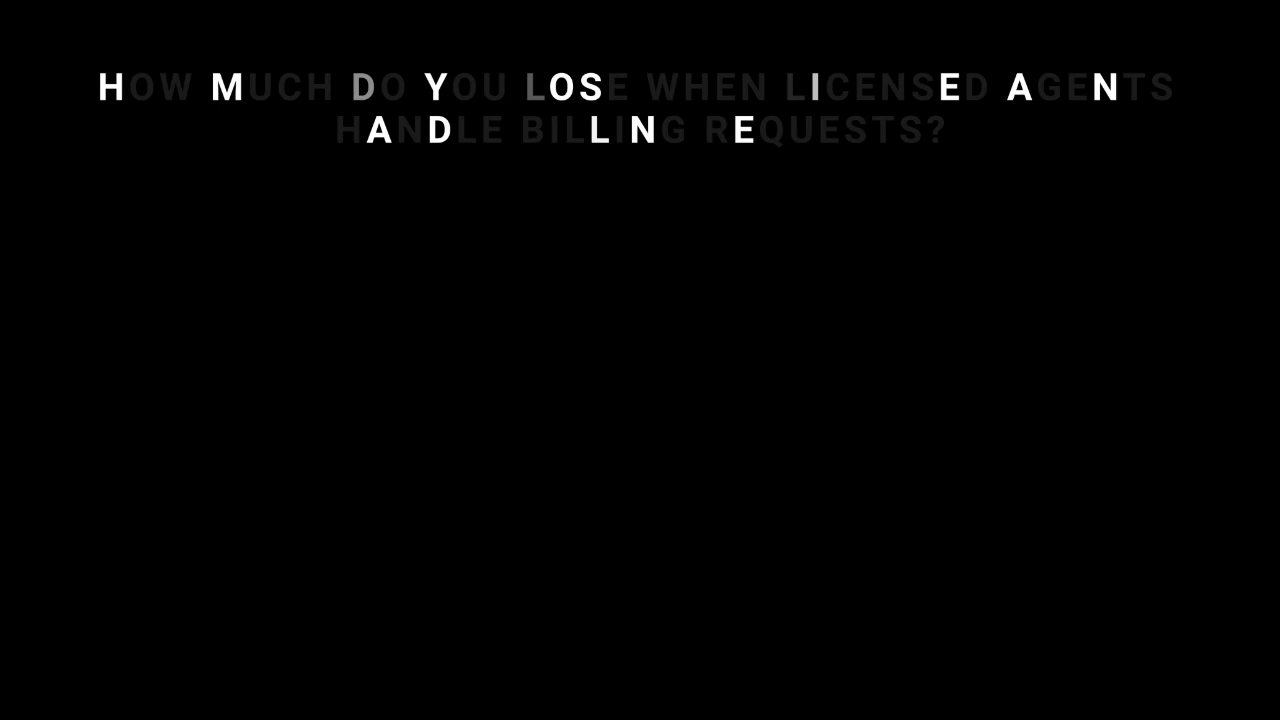 HOW MUCH DO YOU LOSE WHEN LICENSED AGENTS
HANDLE BILLING REQUESTS?